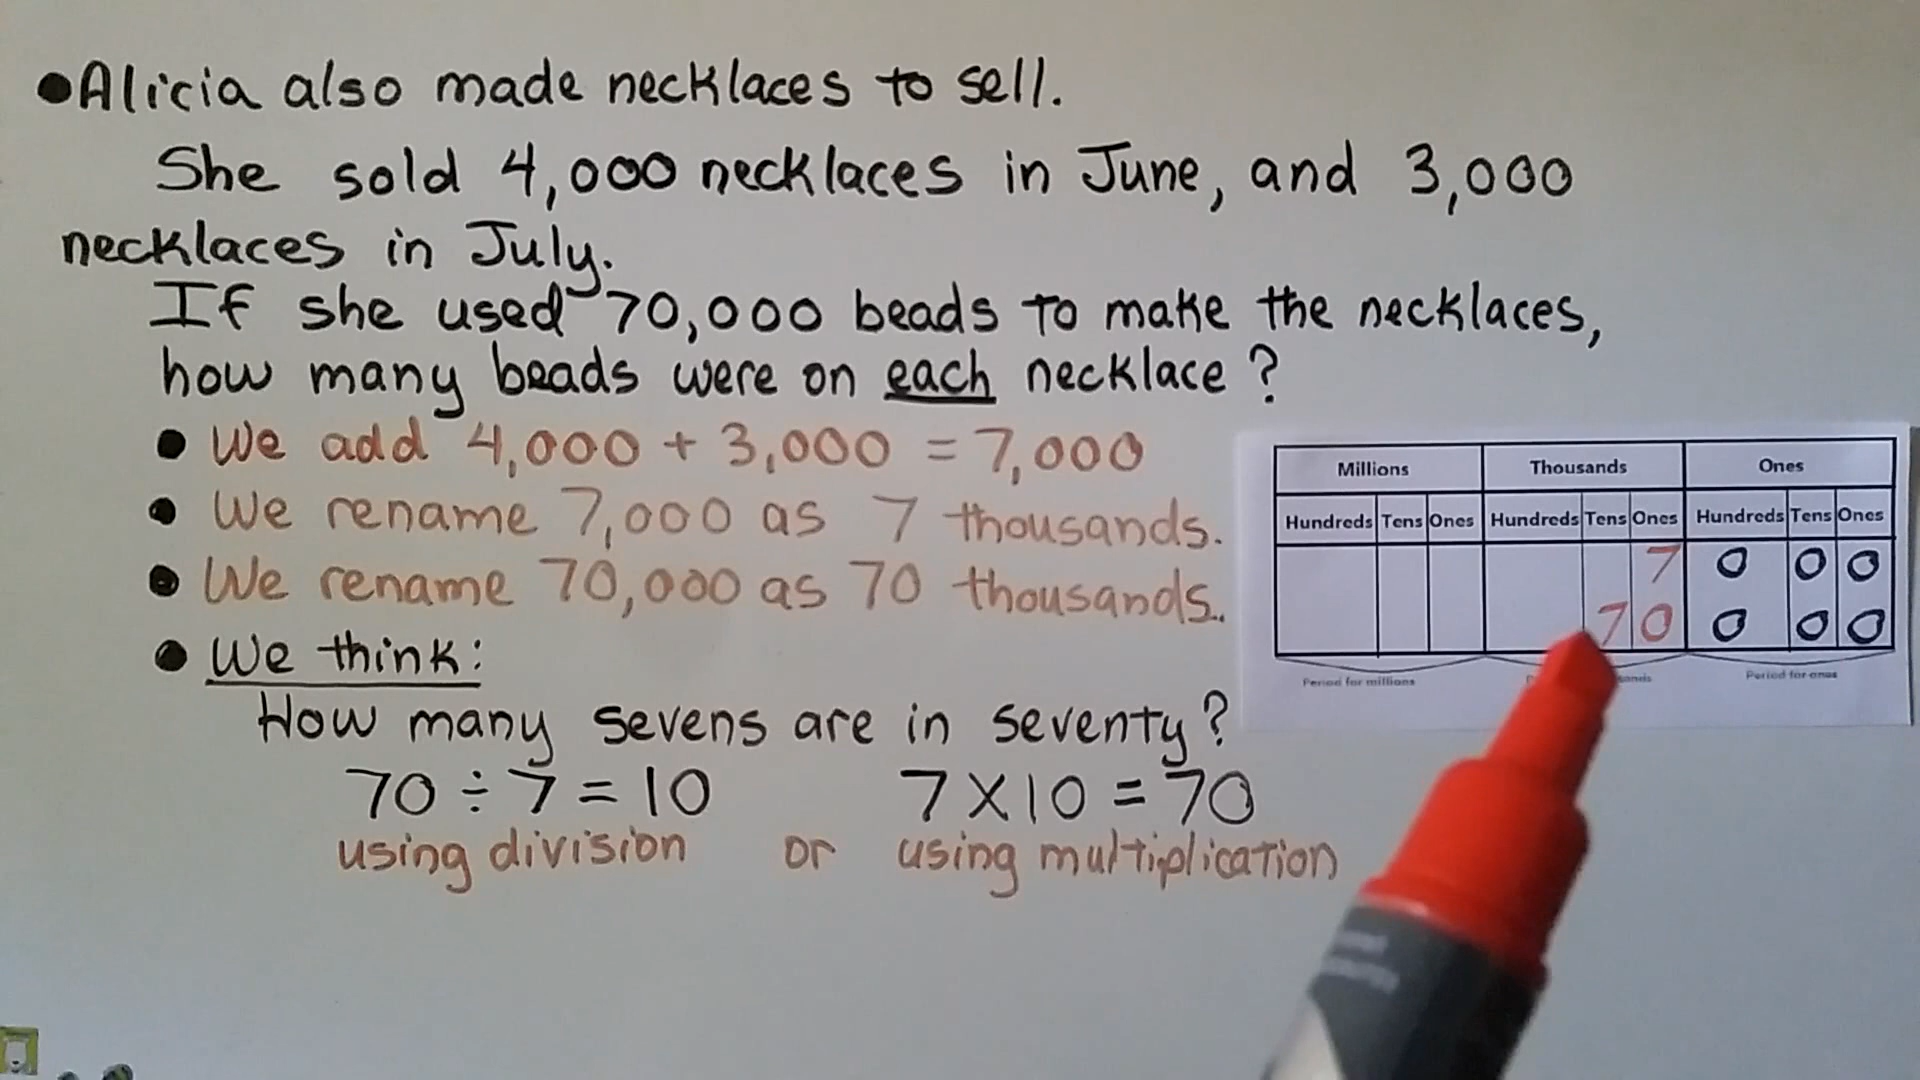 •Alicia also made necklaces to sell.
She sold 4,000 necklaces in June, and 3,000
necklaces in July.
If she used 70,000 beads to make the necklaces,
how many beads were on each necklace?
• We add 4,000 + 3,000 = 7,000
• We rename 7,000 as 7 thousands.
• We rename 70,000 as 70 thousands..
• We think:
How many sevens are in seventy?
70 ÷ 7 = 10 7 X 10 = 70
using division or using multiplication
Millions Thousands Ones
Hundreds Tens Ones Hundreds Tens Ones Hundreds Tens Ones
7 0 0 0
7 0 0 0 0
Period for millions Period for ones